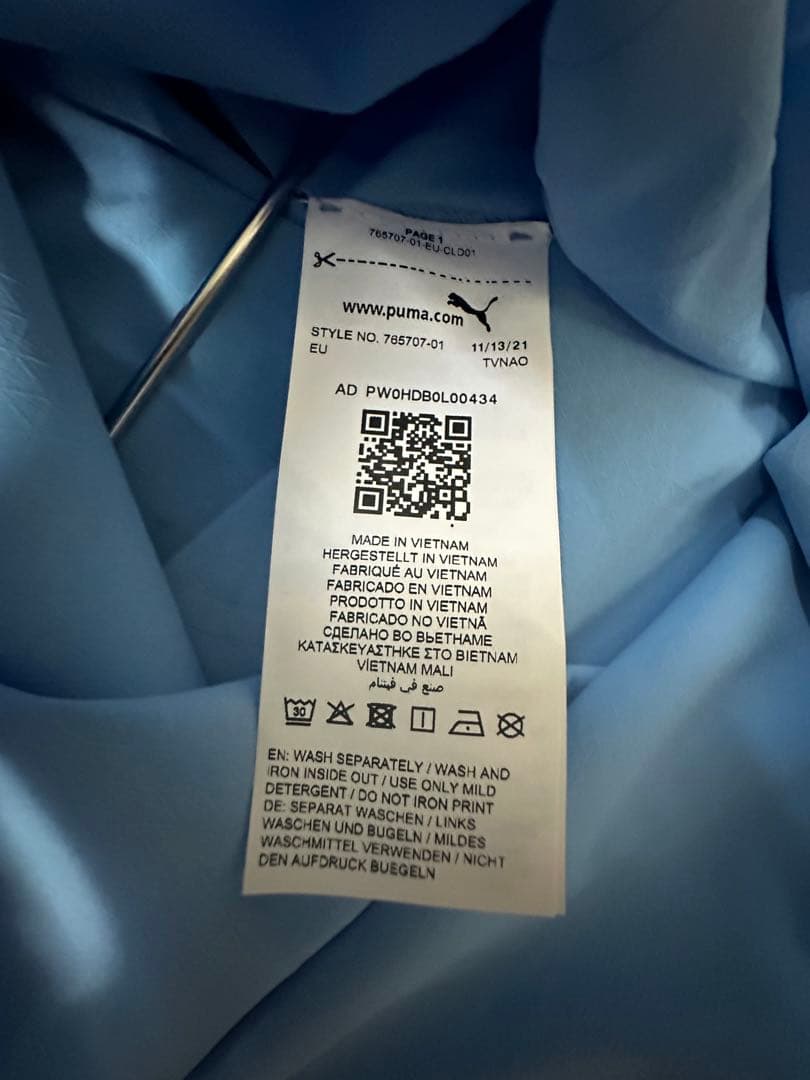 PAGE 1
765707-01-EU-CLD01
www.puma.com
STYLE NO. 765707-01 11/13/21
EU TVNAO
AD PW0HDB0L00434
MADE IN VIETNAM
HERGESTELLT IN VIETNAM
FABRIQUÉ AU VIETNAM
FABRICADO EN VIETNAM
PRODOTTO IN VIETNAM
FABRICADO NO VIETNÃ
СДЕЛАНО ВО ВЬЕТНАМЕ
ΚΑΤΑΣΚΕΥΑΣΤΗΚΕ ΣΤΟ ΒΙΕΤΝΑΜ
VİETNAM MALI
صنع في فيتنام
30
EN: WASH SEPARATELY / WASH AND
IRON INSIDE OUT / USE ONLY MILD
DETERGENT / DO NOT IRON PRINT
DE: SEPARAT WASCHEN / LINKS
WASCHEN UND BUGELN / MILDES
WASCHMITTEL VERWENDEN / NICHT
DEN AUFDRUCK BUEGELN